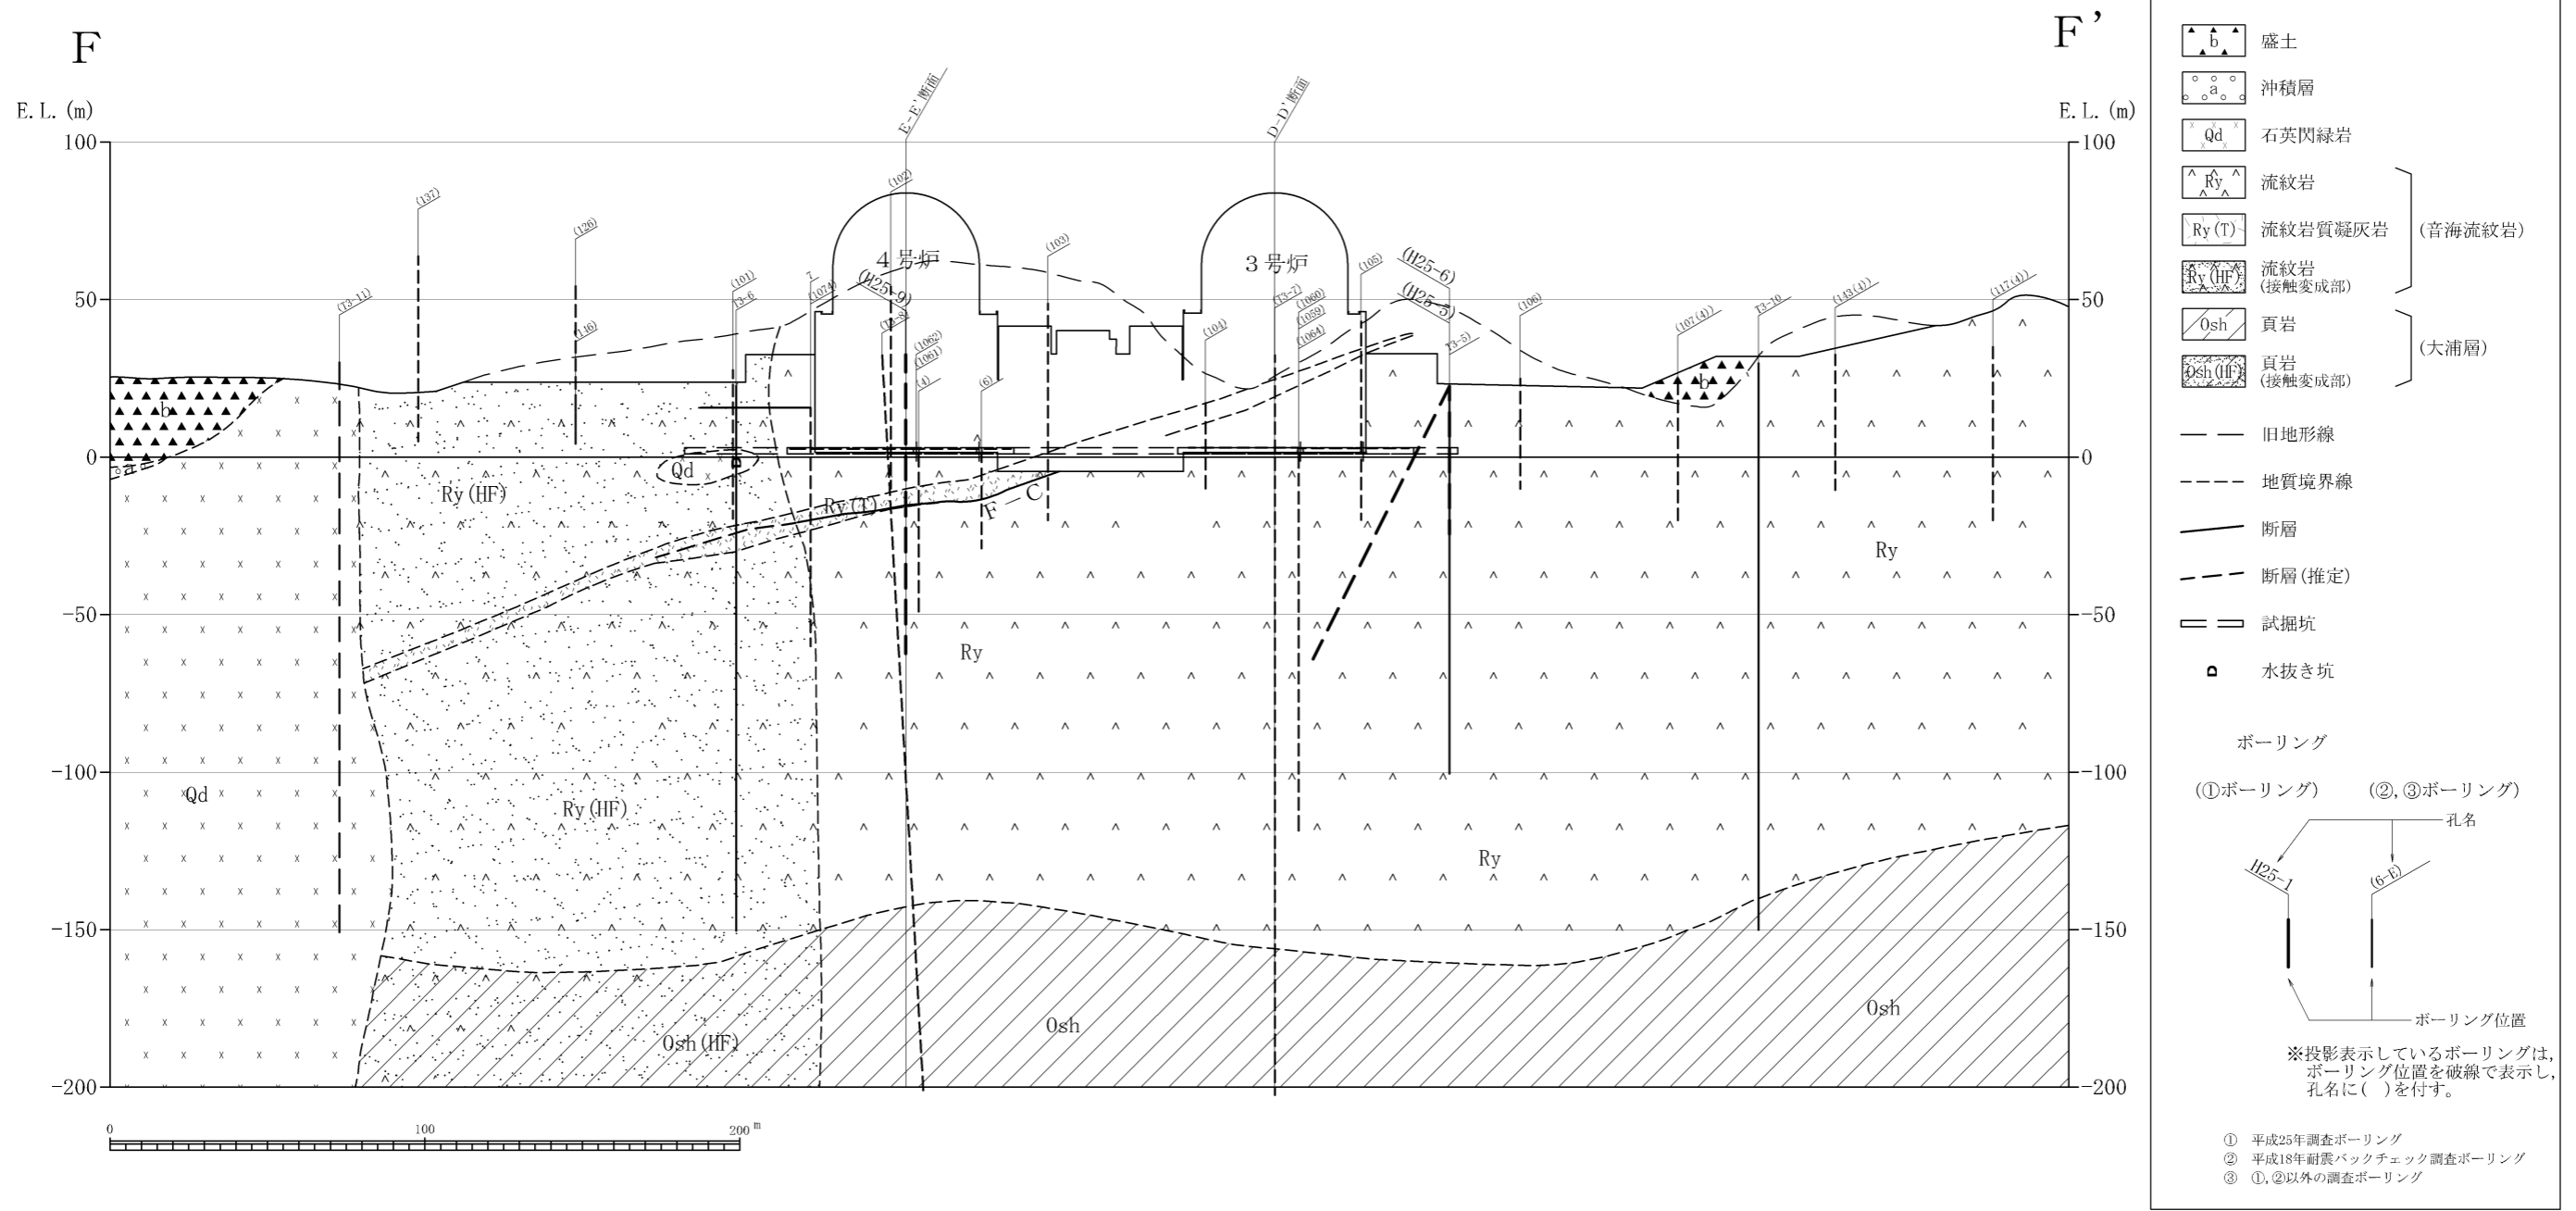 F
F'
E.L.(m)
E.L.(m)
100
50
0
-50
-100
-150
-200
100
50
0
-50
-100
-150
-200
E-E'断面
D-D'断面
(T3-11)
(137)
(126)
(146)
(101)
T3-6
7
(1074)
(102)
(H25-9)
(1062)
(1061)
(4)
(6)
(103)
(104)
(T3-7)
(1060)
(1059)
(1064)
(105)
(H25-6)
(H25-5)
T3-5)
(106)
(107(4))
T3-10
(143(4))
(117(4))
4号炉
3号炉
b
a
b
Qd
Ry(HF)
Ry(T)
F-C
Ry
Ry
Qd
Ry(HF)
Ry
Osh(HF)
Osh
Osh
0
100
200 m
b 盛土
a 沖積層
Qd 石英閃緑岩
Ry 流紋岩
Ry(T) 流紋岩質凝灰岩
(音海流紋岩)
Ry(HF) 流紋岩
(接触変成部)
Osh 頁岩
(大浦層)
Osh(HF) 頁岩
(接触変成部)
旧地形線
地質境界線
断層
断層(推定)
試掘坑
水抜き坑
ボーリング
(①ボーリング)
(②,③ボーリング)
孔名
H25-1
(6-E)
ボーリング位置
※投影表示しているボーリングは,
ボーリング位置を破線で表示し,
孔名に( )を付す。
① 平成25年調査ボーリング
② 平成18年耐震バックチェック調査ボーリング
③ ①,②以外の調査ボーリング